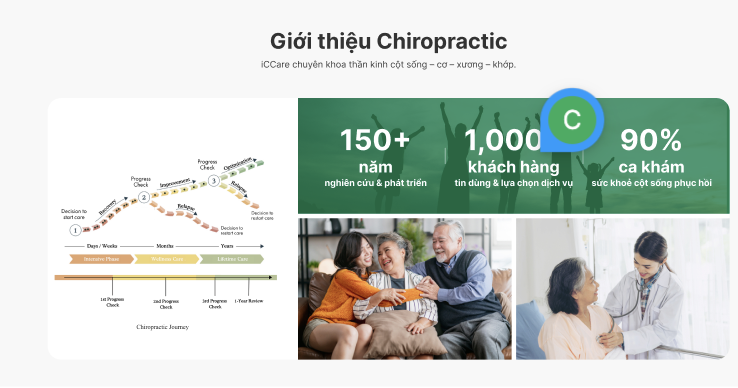 Giới thiệu Chiropractic
iCCare chuyên khoa thần kinh cột sống – cơ – xương – khớp.
150+
năm
nghiên cứu & phát triển
1,000
khách hàng
tin dùng & lựa chọn dịch vụ
C
90%
ca khám
sức khoẻ cột sống phục hồi
Progress
Check
Optimization
Improvement
3
Progress
Check
Relapse
2
Recovery
Relapse
Decision to
start care
Decision to
restart care
1
Decision to
restart care
Days / Weeks
Months
Years
Intensive Phase
Pediatric Care
Lifetime Care
1st Progress
Check
2nd Progress
Check
3rd Progress
Check
1-Year Review
Chiropractic Journey